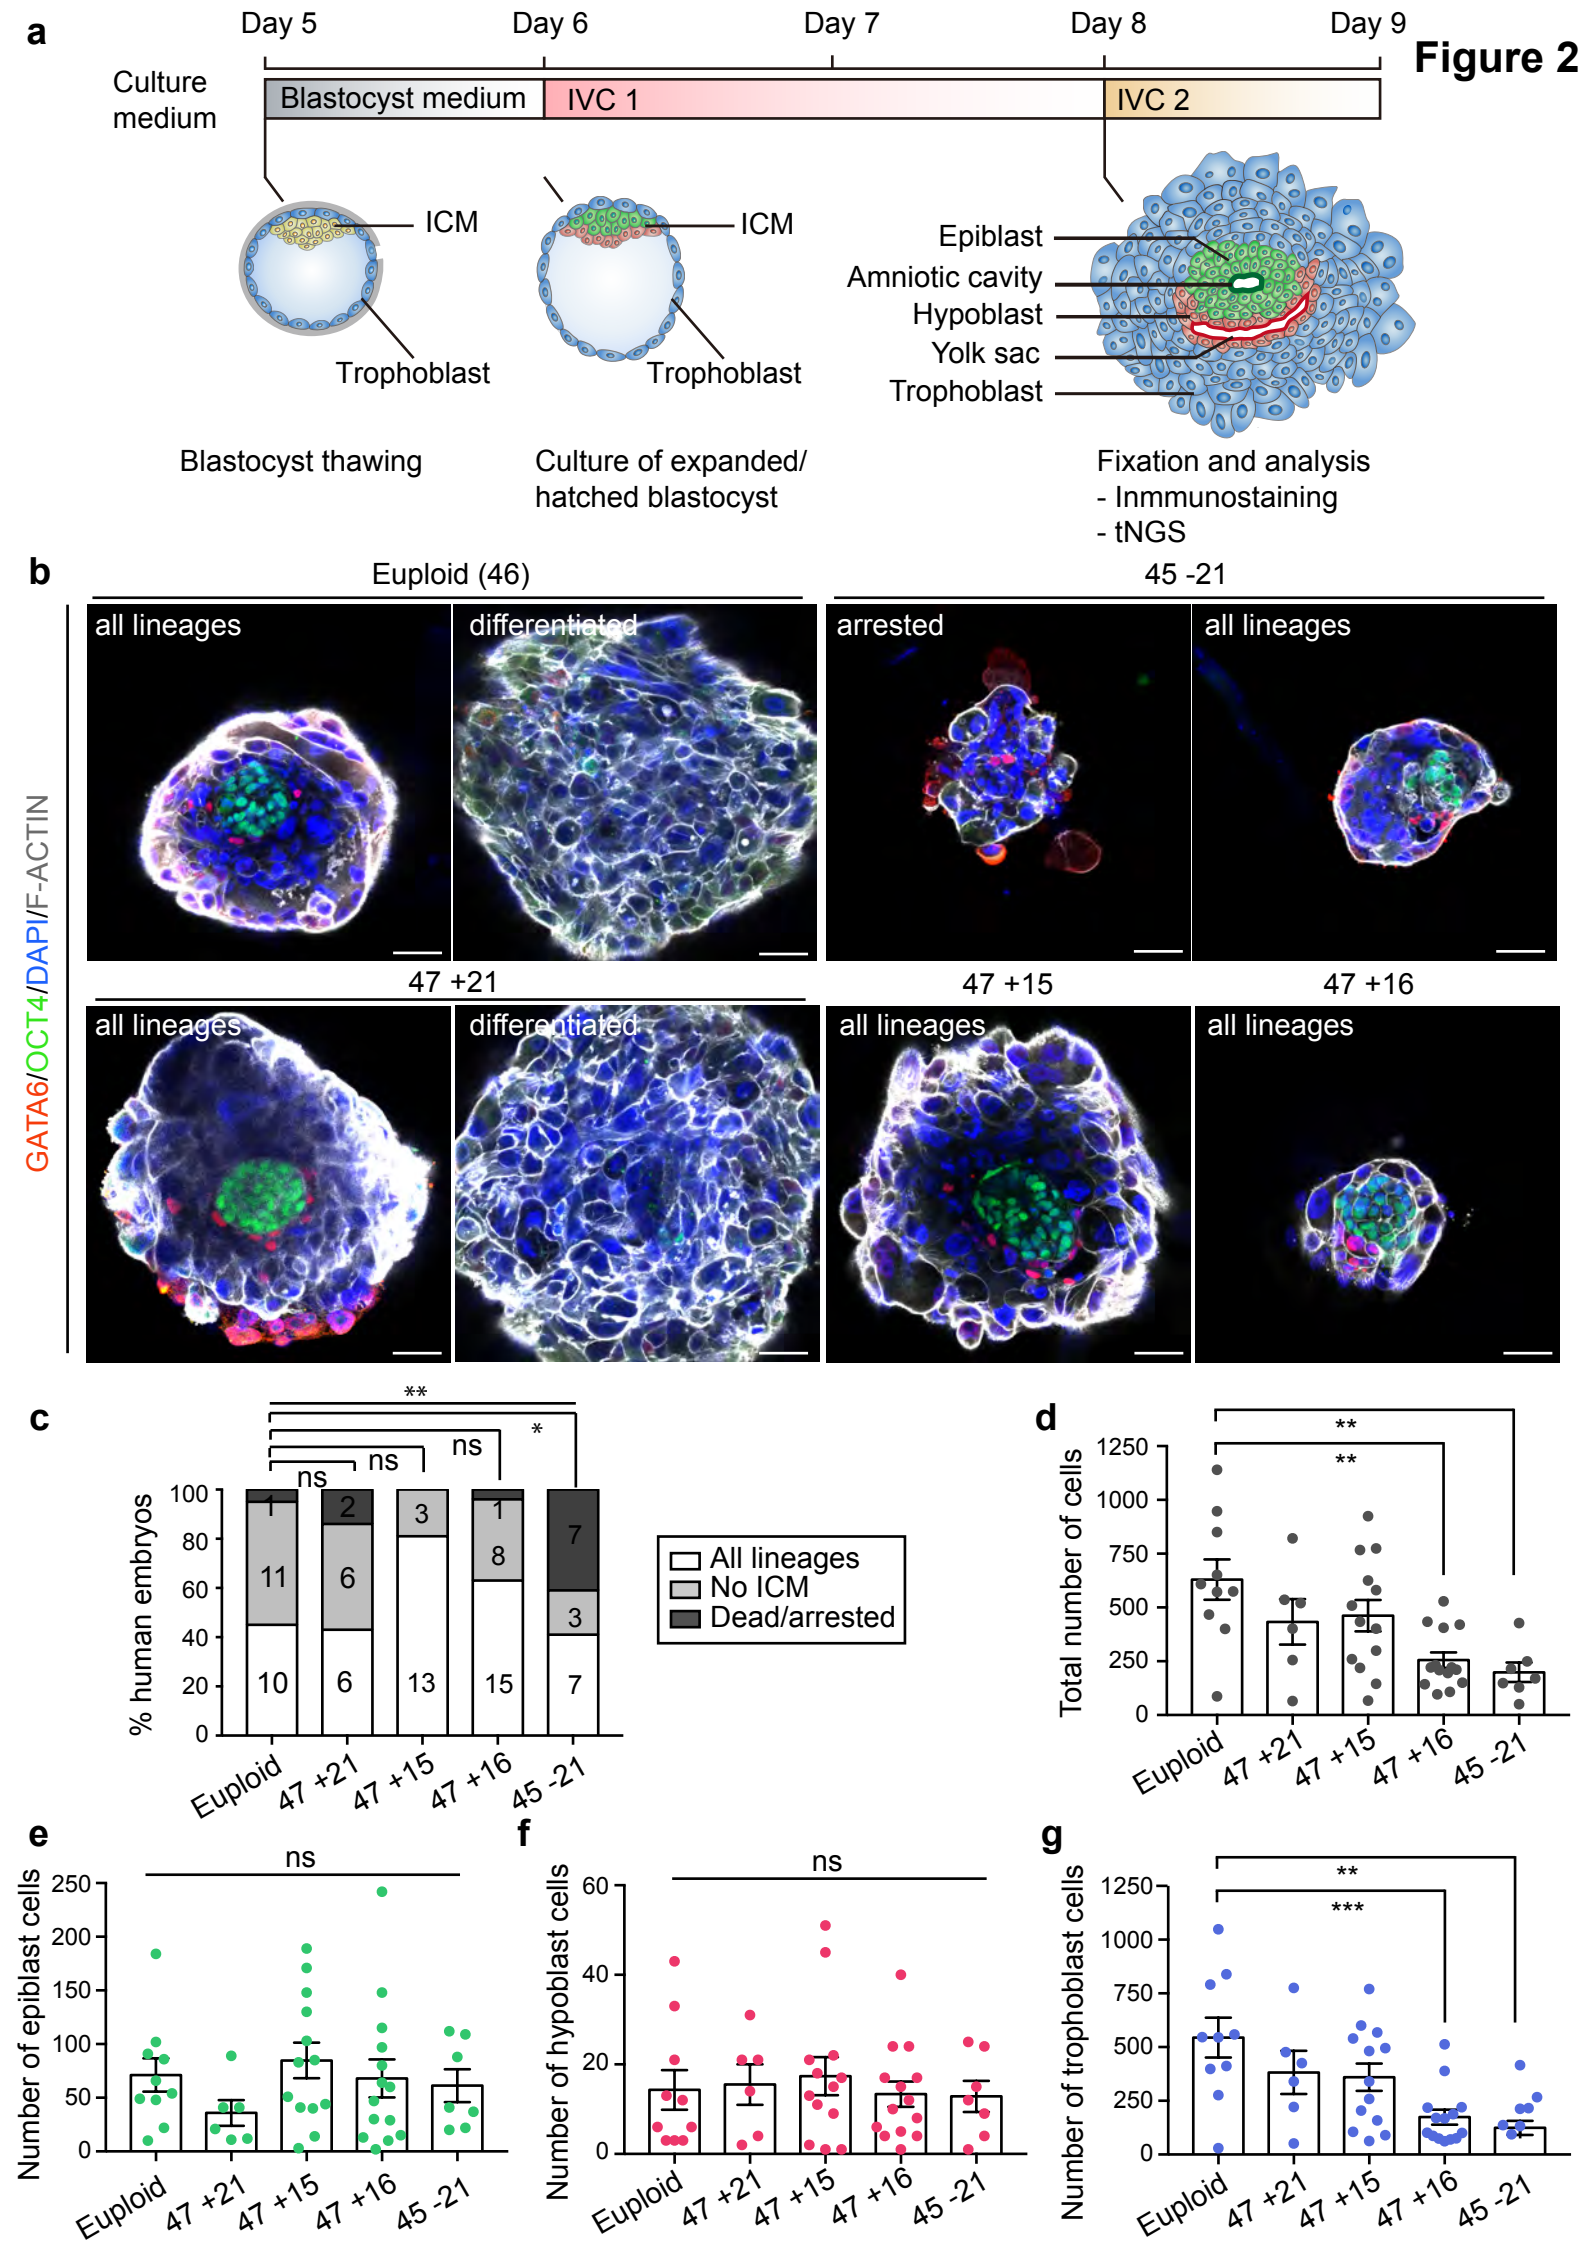 a
Day 5
Day 6
Day 7
Day 8
Day 9
Figure 2
Culture
medium
Blastocyst medium
IVC 1
IVC 2
ICM
Trophoblast
ICM
Trophoblast
Epiblast
Amniotic cavity
Hypoblast
Yolk sac
Trophoblast
Blastocyst thawing
Culture of expanded/
hatched blastocyst
Fixation and analysis
- Inmmunostaining
- tNGS
b
Euploid (46)
45 -21
GATA6/OCT4/DAPI/F-ACTIN
all lineages
differentiated
arrested
all lineages
47 +21
47 +15
47 +16
all lineages
differentiated
all lineages
all lineages
c
**
*
ns
ns
ns
% human embryos
100
80
60
40
20
0
1
11
10
2
6
6
3
13
1
8
15
7
3
7
Euploid
47 +21
47 +15
47 +16
45 -21
All lineages
No ICM
Dead/arrested
d
**
**
Total number of cells
1250
1000
750
500
250
0
Euploid
47 +21
47 +15
47 +16
45 -21
e
ns
Number of epiblast cells
250
200
150
100
50
0
Euploid
47 +21
47 +15
47 +16
45 -21
f
ns
Number of hypoblast cells
60
40
20
0
Euploid
47 +21
47 +15
47 +16
45 -21
g
**
***
Number of trophoblast cells
1250
1000
750
500
250
0
Euploid
47 +21
47 +15
47 +16
45 -21